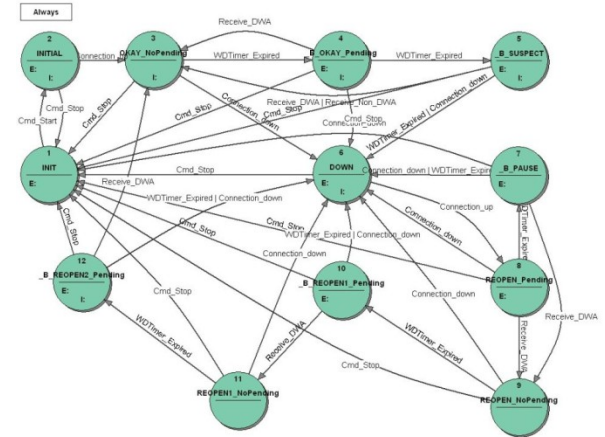 Always
2
INITIAL
E:
I:
Connection_
3
OKAY_NoPending
E:
I:
Receive_DWA
WDTimer_Expired
4
B_OKAY_Pending
E:
I:
WDTimer_Expired
5
_B_SUSPECT
E:
I:
Cmd_Start
Cmd_Stop
Cmd_Stop
Connection_down
Cmd_Stop
Receive_DWA | Receive_Non_DWA
Cmd_Stop
Connection_down
Cmd_Stop
WDTimer_Expired | Connection_down
1
INIT
E:
Cmd_Stop
6
DOWN
E:
I:
Connection_down | WDTimer_Expired
7
_B_PAUSE
E:
Receive_DWA
WDTimer_Expired | Connection_down
Cmd_Stop
Cmd_Stop
WDTimer_Expired | Connection_down
Connection_up
Connection_down
WDTimer_Expired
Cmd_Stop
12
_B_REOPEN2_Pending
E:
I:
Connection_down
10
_B_REOPEN1_Pending
E:
I:
8
REOPEN_Pending
E:
I:
Cmd_Stop
Connection_down
Receive_DWA
Receive_DWA
WDTimer_Expired
Receive_DWA
WDTimer_Expired
Cmd_Stop
11
REOPEN1_NoPending
9
REOPEN_NoPending